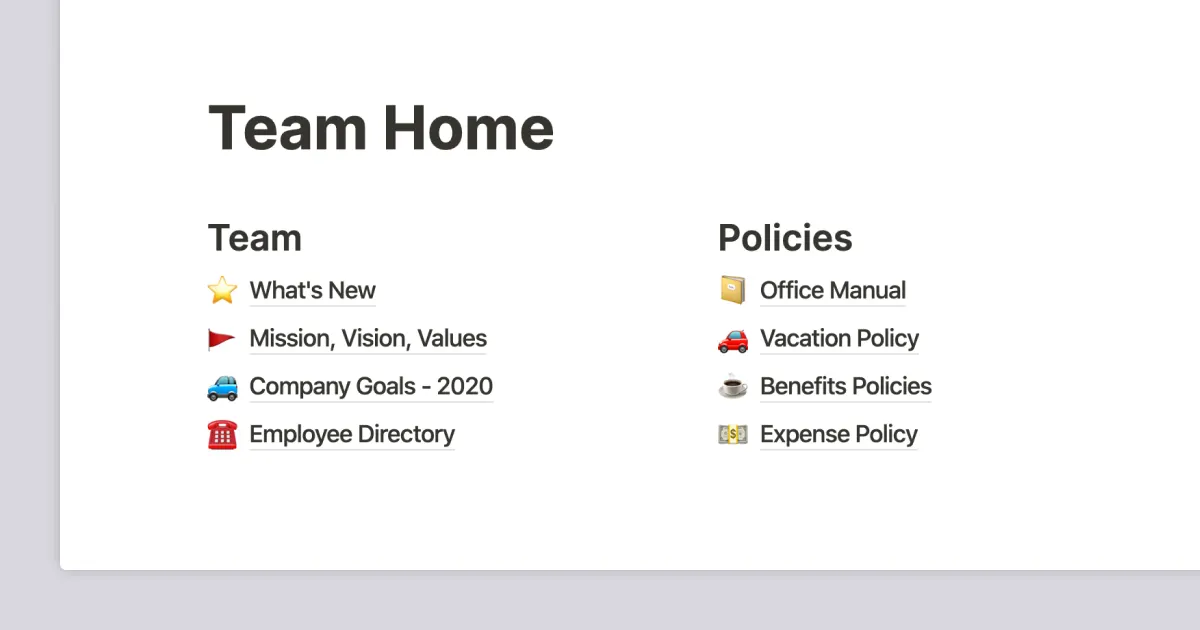 Team Home
Team
What's New
Mission, Vision, Values
Company Goals - 2020
Employee Directory
Policies
Office Manual
Vacation Policy
Benefits Policies
Expense Policy